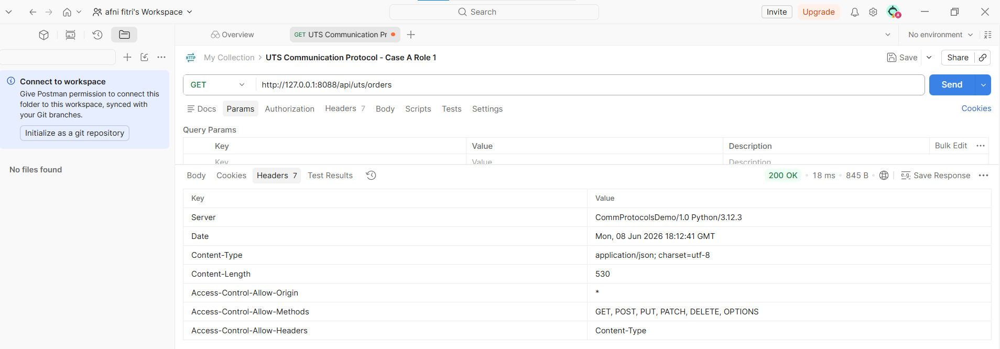 afni fitri's Workspace
Search
Invite
Upgrade
A
Overview
GET UTS Communication Pr
No environment
HTTP
My Collection > UTS Communication Protocol - Case A Role 1
Save
Share
Connect to workspace
Give Postman permission to connect this
folder to this workspace, synced with
your Git branches.
Initialize as a git repository
No files found
GET
http://127.0.0.1:8088/api/uts/orders
Send
Docs Params Authorization Headers 7 Body Scripts Tests Settings
Cookies
Query Params
Key Value Description Bulk Edit
Key Value Description
Body Cookies Headers 7 Test Results
200 OK • 18 ms • 845 B
e.g. Save Response
Key Value
Server CommProtocolsDemo/1.0 Python/3.12.3
Date Mon, 08 Jun 2026 18:12:41 GMT
Content-Type application/json; charset=utf-8
Content-Length 530
Access-Control-Allow-Origin *
Access-Control-Allow-Methods GET, POST, PUT, PATCH, DELETE, OPTIONS
Access-Control-Allow-Headers Content-Type